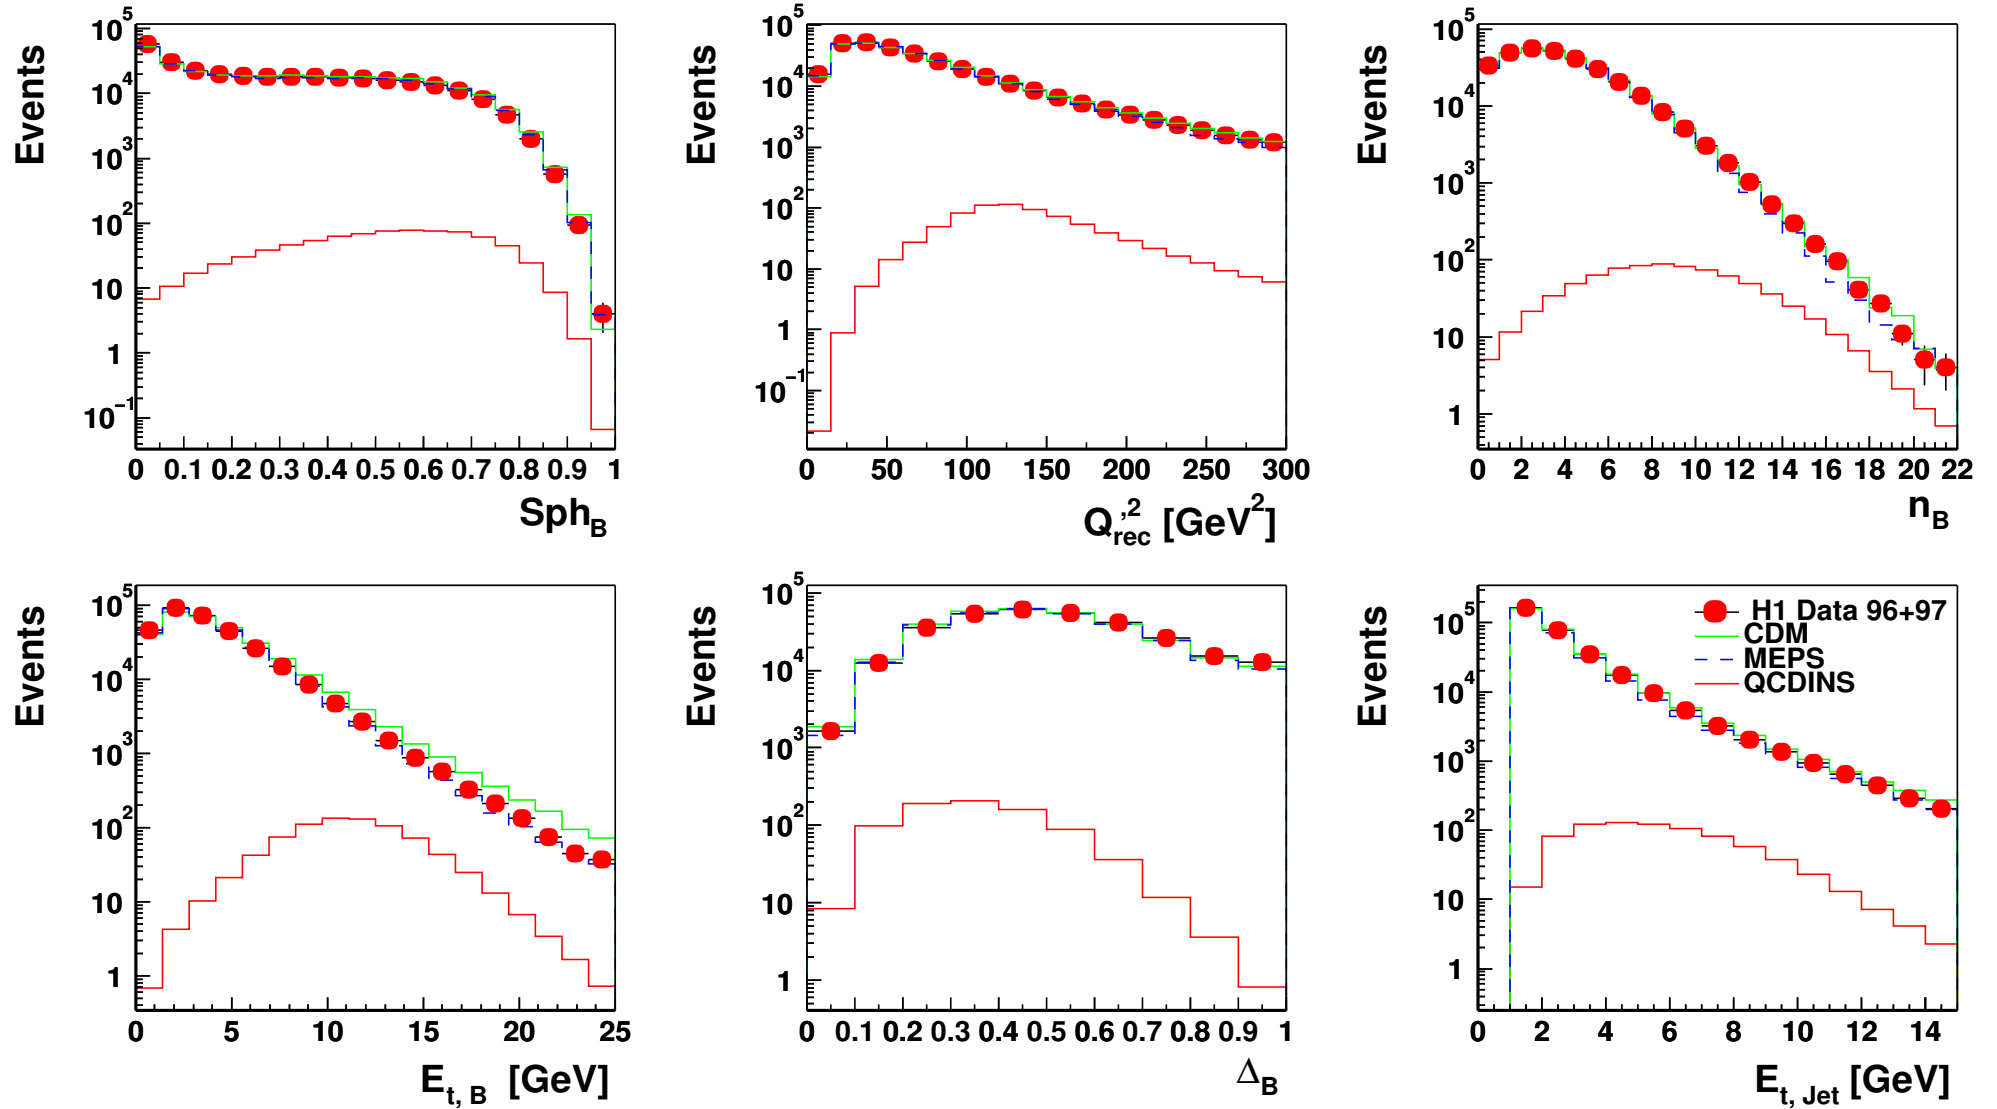 Events
10^5
10^4
10^3
10^2
10
1
10^−1
0 0.1 0.2 0.3 0.4 0.5 0.6 0.7 0.8 0.9 1
Sph_B
Events
10^5
10^4
10^3
10^2
10
1
10^−1
0 50 100 150 200 250 300
Q^,2_rec [GeV^2]
Events
10^5
10^4
10^3
10^2
10
1
0 2 4 6 8 10 12 14 16 18 20 22
n_B
Events
10^5
10^4
10^3
10^2
10
1
0 5 10 15 20 25
E_t, B [GeV]
Events
10^5
10^4
10^3
10^2
10
1
0 0.1 0.2 0.3 0.4 0.5 0.6 0.7 0.8 0.9 1
Δ_B
Events
10^5
10^4
10^3
10^2
10
1
H1 Data 96+97
CDM
MEPS
QCDINS
0 2 4 6 8 10 12 14
E_t, Jet [GeV]